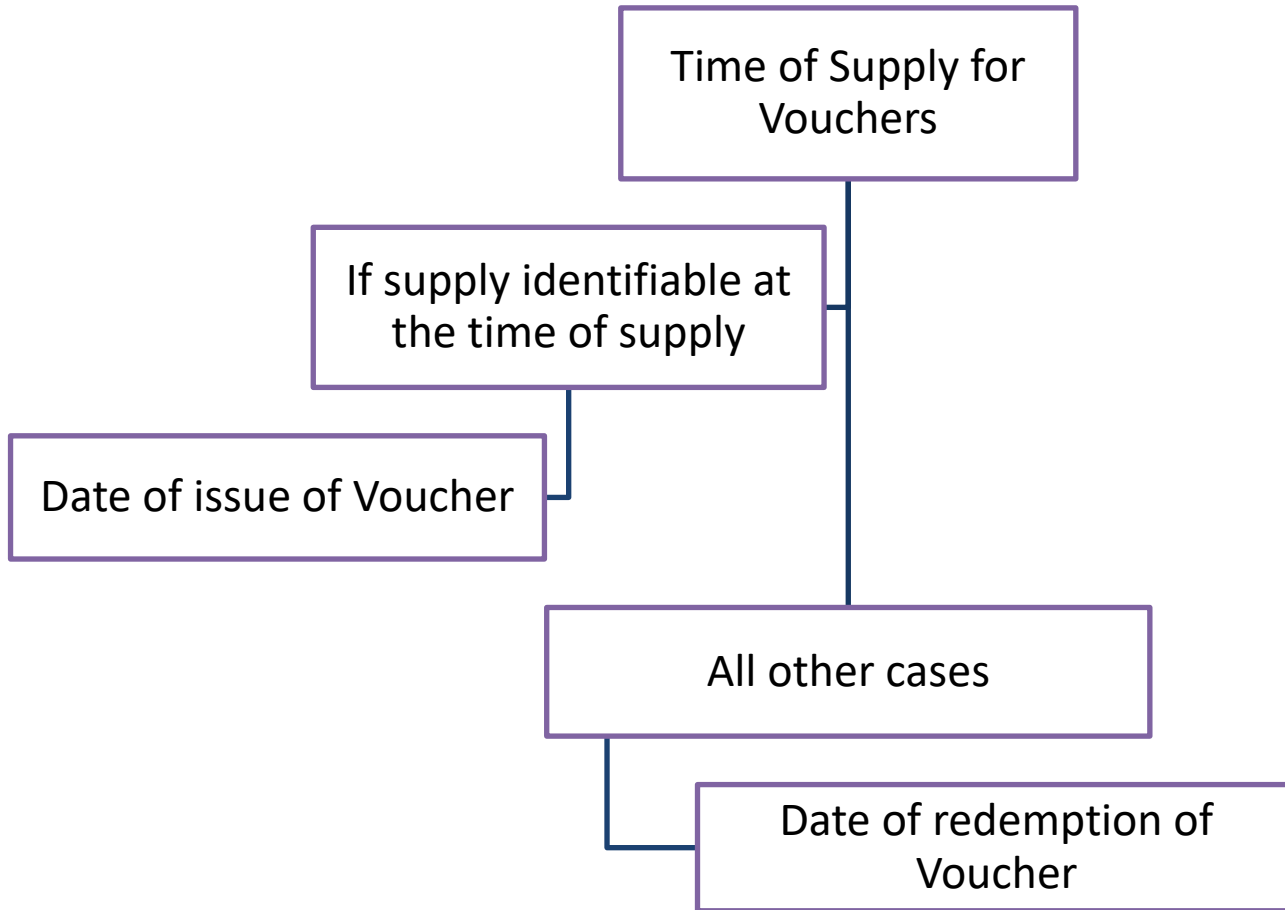 Time of Supply for
Vouchers
If supply identifiable at
the time of supply
Date of issue of Voucher
All other cases
Date of redemption of
Voucher